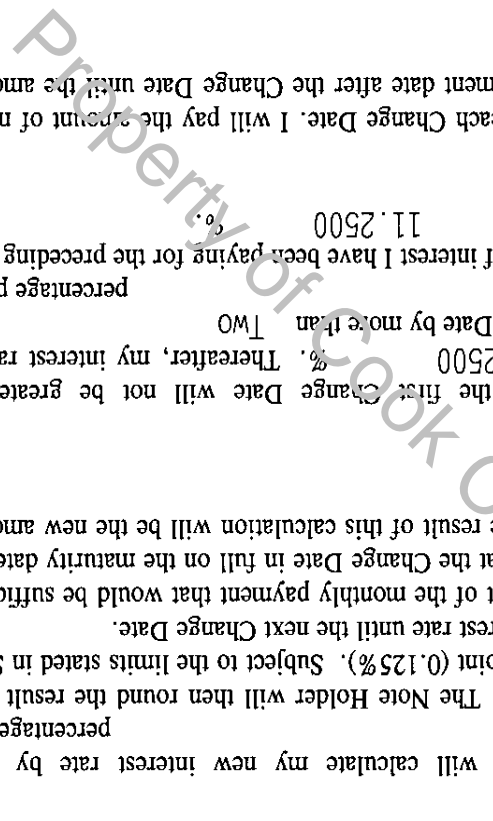 will calculate my new interest rate by
percentage
The Note Holder will then round the result
oint (0.125%). Subject to the limits stated in
rest rate until the next Change Date.
t of the monthly payment that would be suffic
at the Change Date in full on the maturity date
e result of this calculation will be the new amo
the first Change Date will not be greate
2500 %. Thereafter, my interest ra
Date by more than TWO
percentage p
f interest I have been paying for the preceding
11.2500 %.
each Change Date. I will pay the amount of n
ment date after the Change Date until the amo
Property of Cook C